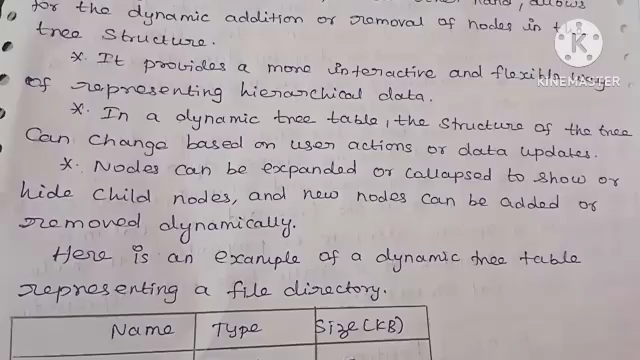 for the dynamic addition or removal of nodes in the
tree structure.
* It provides a more interactive and flexible way
of representing hierarchical data.
* In a dynamic tree table, the structure of the tree
Can change based on user actions or data updates.
* Nodes can be expanded or collapsed to show or
hide child nodes, and new nodes can be added or
removed dynamically.
Here is an example of a dynamic tree table
representing a file directory.
Name Type Size (KB)
KINEMASTER